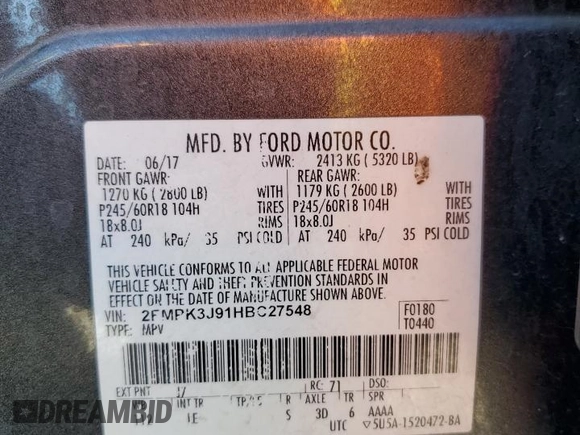 MFD. BY FORD MOTOR CO.
DATE: 06/17 GVWR: 2413 KG ( 5320 LB)
FRONT GAWR: REAR GAWR:
1270 KG ( 2800 LB) WITH 1179 KG ( 2600 LB) WITH
P245/60R18 104H TIRES P245/60R18 104H TIRES
18x8.0J RIMS 18x8.0J RIMS
AT 240 kPa/ 35 PSI COLD AT 240 kPa/ 35 PSI COLD
THIS VEHICLE CONFORMS TO ALL APPLICABLE FEDERAL MOTOR
VEHICLE SAFETY AND THEFT PREVENTION STANDARDS IN
EFFECT ON THE DATE OF MANUFACTURE SHOWN ABOVE.
VIN: 2FMPK3J91HBC27548 F0180
TYPE: MPV T0440
EXT PNT RC: 71 DSO:
INT TR S AXLE TR SPR
S 3D 6 AAAA
UTC 5U5A-1520472-BA
DREAMBID